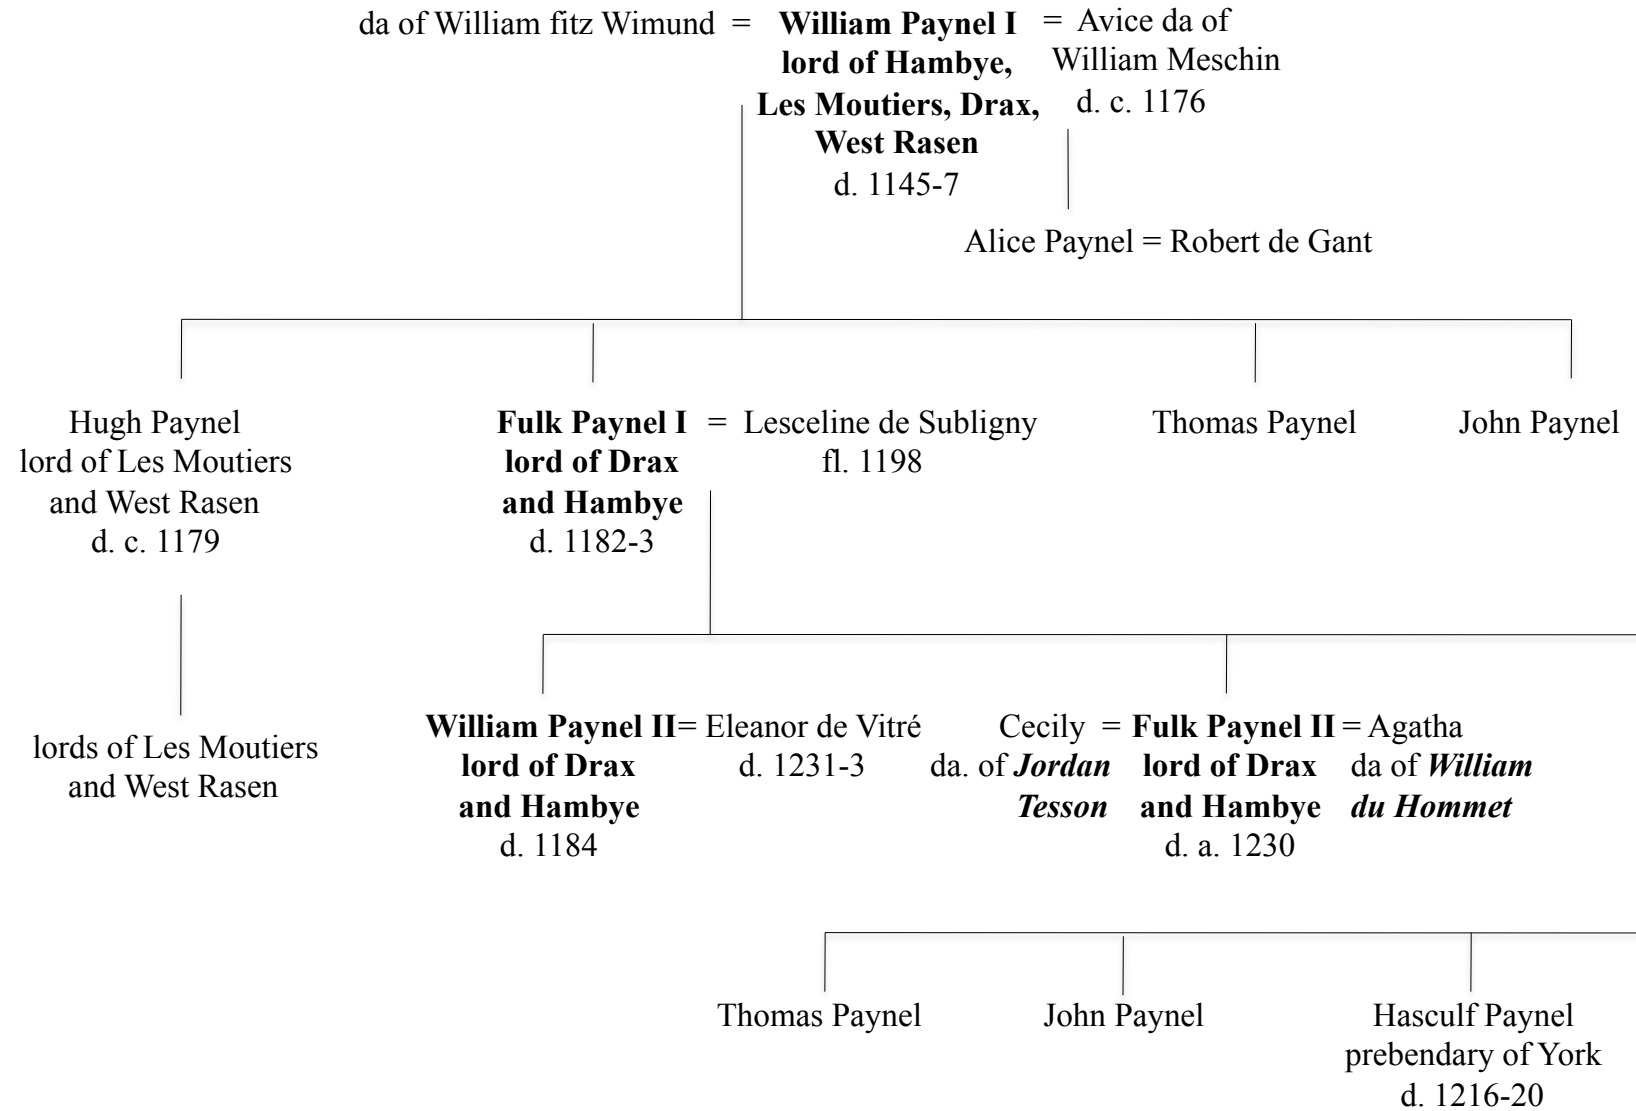 da of William fitz Wimund = William Paynel I = Avice da of
lord of Hambye, William Meschin
Les Moutiers, Drax, d. c. 1176
West Rasen
d. 1145-7
Alice Paynel = Robert de Gant
Hugh Paynel
lord of Les Moutiers
and West Rasen
d. c. 1179
Fulk Paynel I = Lesceline de Subligny
lord of Drax fl. 1198
and Hambye
d. 1182-3
Thomas Paynel
John Paynel
lords of Les Moutiers
and West Rasen
William Paynel II = Eleanor de Vitré
lord of Drax d. 1231-3
and Hambye
d. 1184
Cecily = Fulk Paynel II = Agatha
da. of Jordan lord of Drax da of William
Tesson and Hambye du Hommet
d. a. 1230
Thomas Paynel
John Paynel
Hasculf Paynel
prebendary of York
d. 1216-20